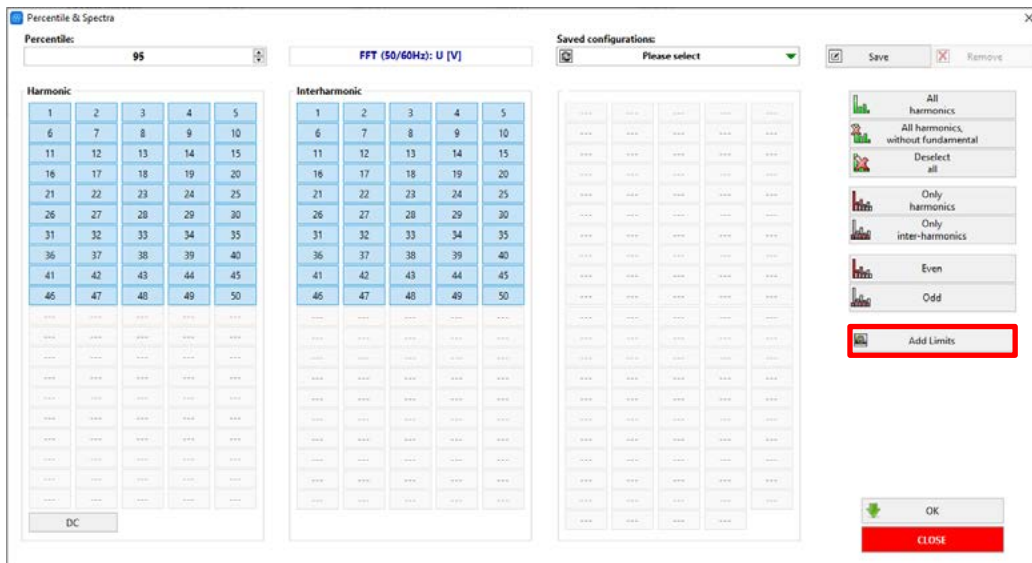 Percentile & Spectra
Percentile:
95
FFT (50/60Hz): U [V]
Saved configurations:
Please select
Save
Remove
Harmonic
1 2 3 4 5
6 7 8 9 10
11 12 13 14 15
16 17 18 19 20
21 22 23 24 25
26 27 28 29 30
31 32 33 34 35
36 37 38 39 40
41 42 43 44 45
46 47 48 49 50
DC
Interharmonic
1 2 3 4 5
6 7 8 9 10
11 12 13 14 15
16 17 18 19 20
21 22 23 24 25
26 27 28 29 30
31 32 33 34 35
36 37 38 39 40
41 42 43 44 45
46 47 48 49 50
All
harmonics
All harmonics,
without fundamental
Deselect
all
Only
harmonics
Only
inter-harmonics
Even
Odd
Add Limits
OK
CLOSE